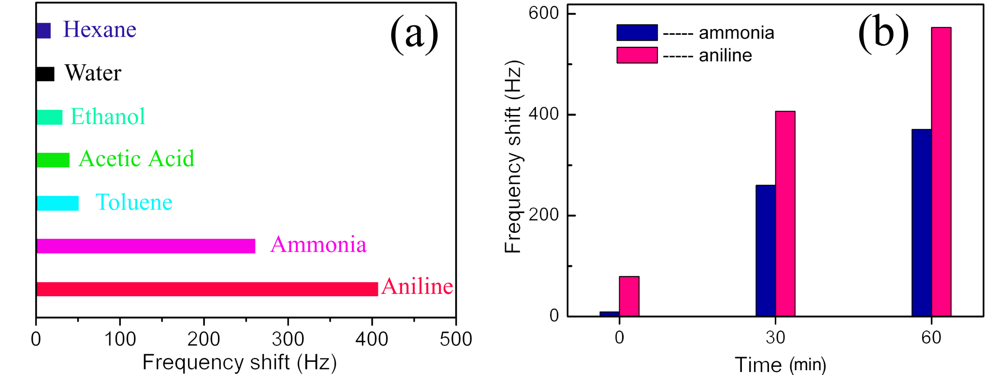 (a)
Hexane
Water
Ethanol
Acetic Acid
Toluene
Ammonia
Aniline
0 100 200 300 400 500
Frequency shift (Hz)
(b)
----- ammonia
----- aniline
600
400
200
0
Frequency shift (Hz)
0 30 60
Time (min)